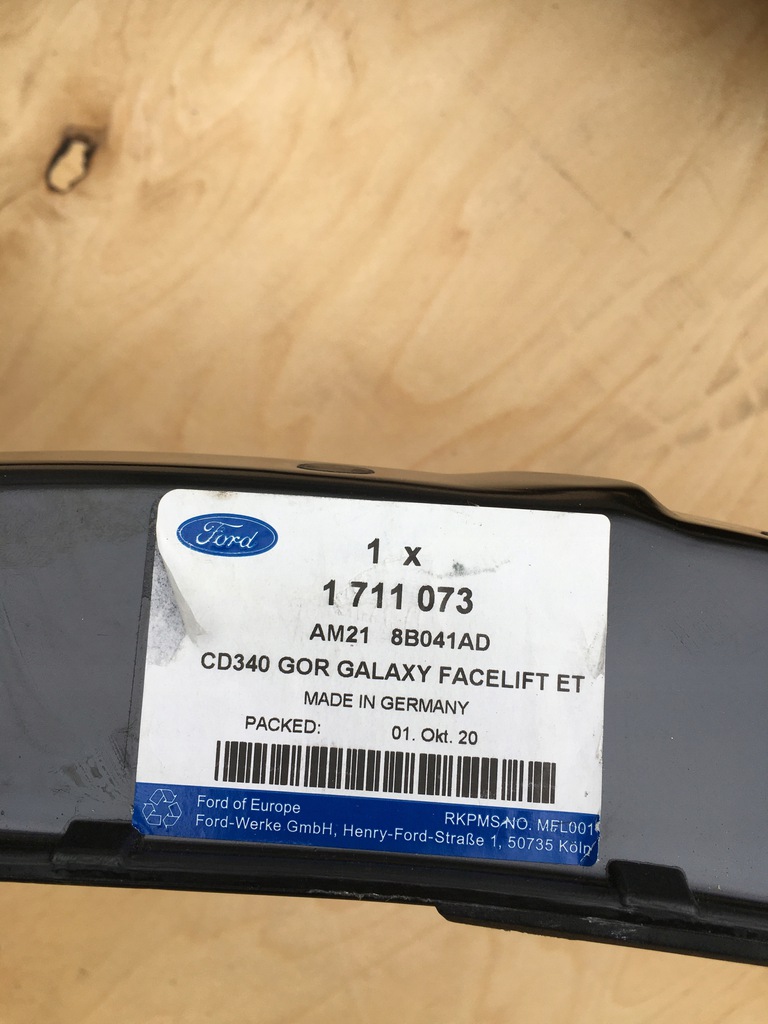 Ford
1 x
1 711 073
AM21 8B041AD
CD340 GOR GALAXY FACELIFT ET
MADE IN GERMANY
PACKED: 01. Okt. 20
Ford of Europe
RKPMS-NO. MFL001
Ford-Werke GmbH, Henry-Ford-Straße 1, 50735 Köln